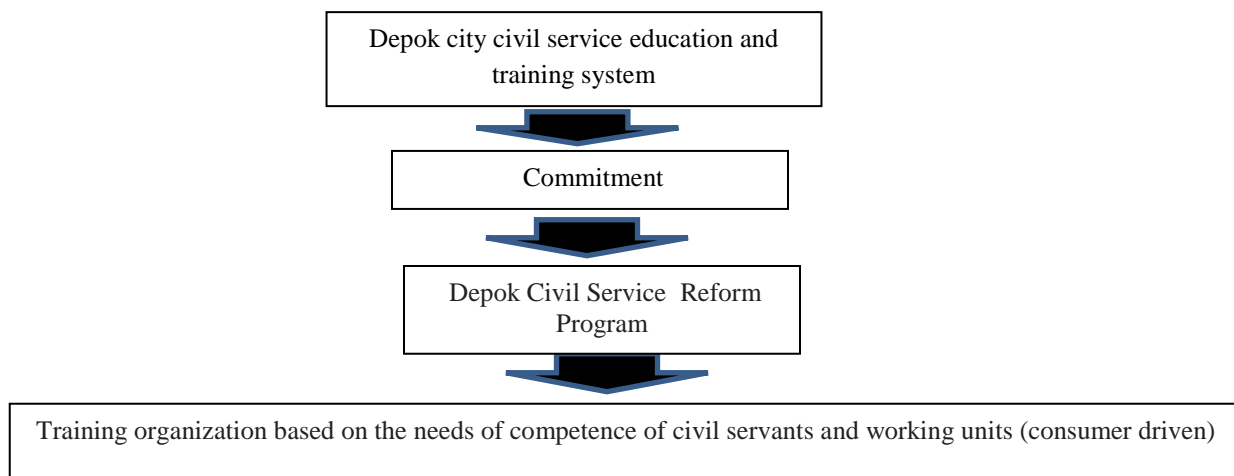 Depok city civil service education and
training system
Commitment
Depok Civil Service Reform
Program
Training organization based on the needs of competence of civil servants and working units (consumer driven)